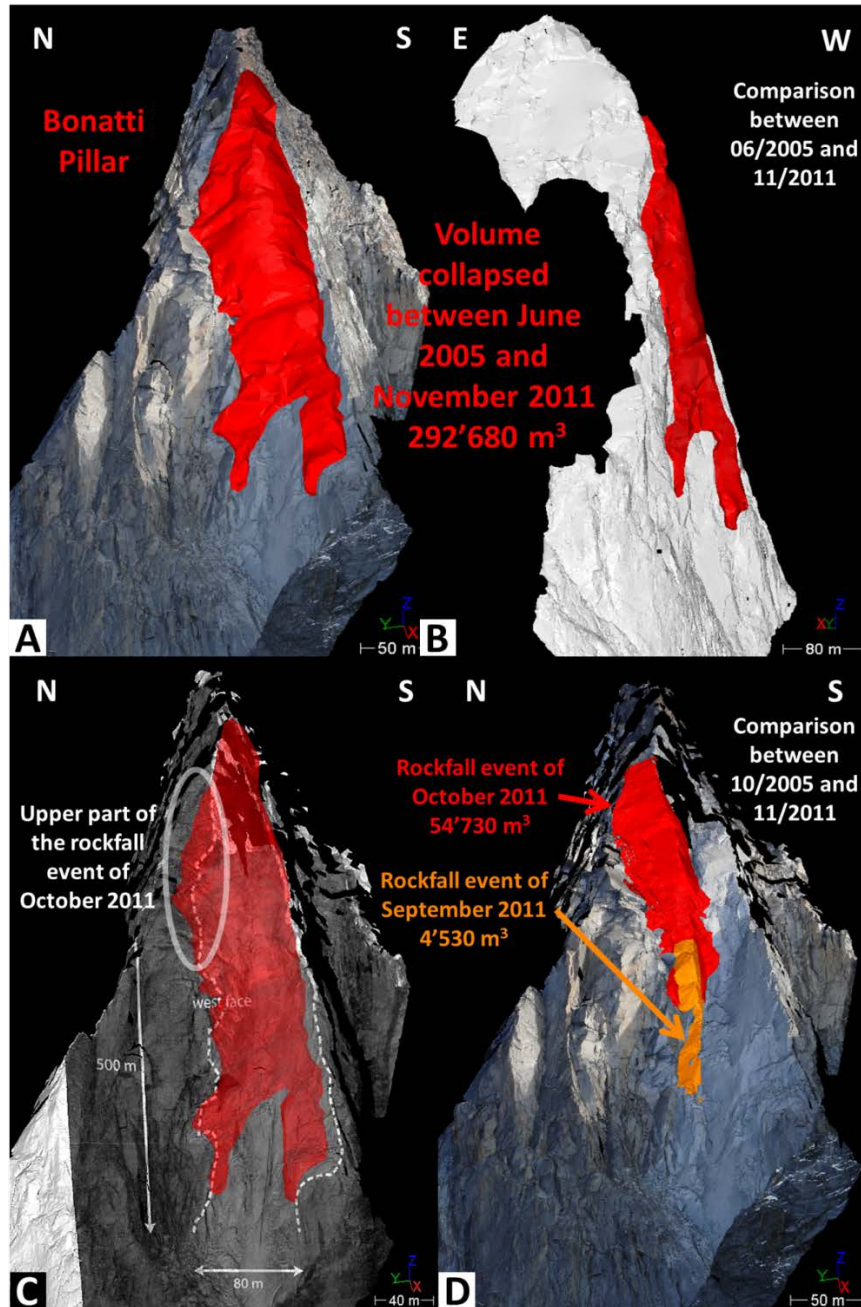 N
S
Bonatti
Pillar
E
W
Comparison
between
06/2005 and
11/2011
Volume
collapsed
between June
2005 and
November 2011
292’680 m³
Z
Y
X
50 m
A
Z
X
Y
80 m
B
N
S
Upper part of
the rockfall
event of
October 2011
west face
500 m
80 m
Z
Y
X
40 m
C
N
S
Comparison
between
10/2005 and
11/2011
Rockfall event of
October 2011
54’730 m³
Rockfall event of
September 2011
4’530 m³
Z
Y
X
50 m
D